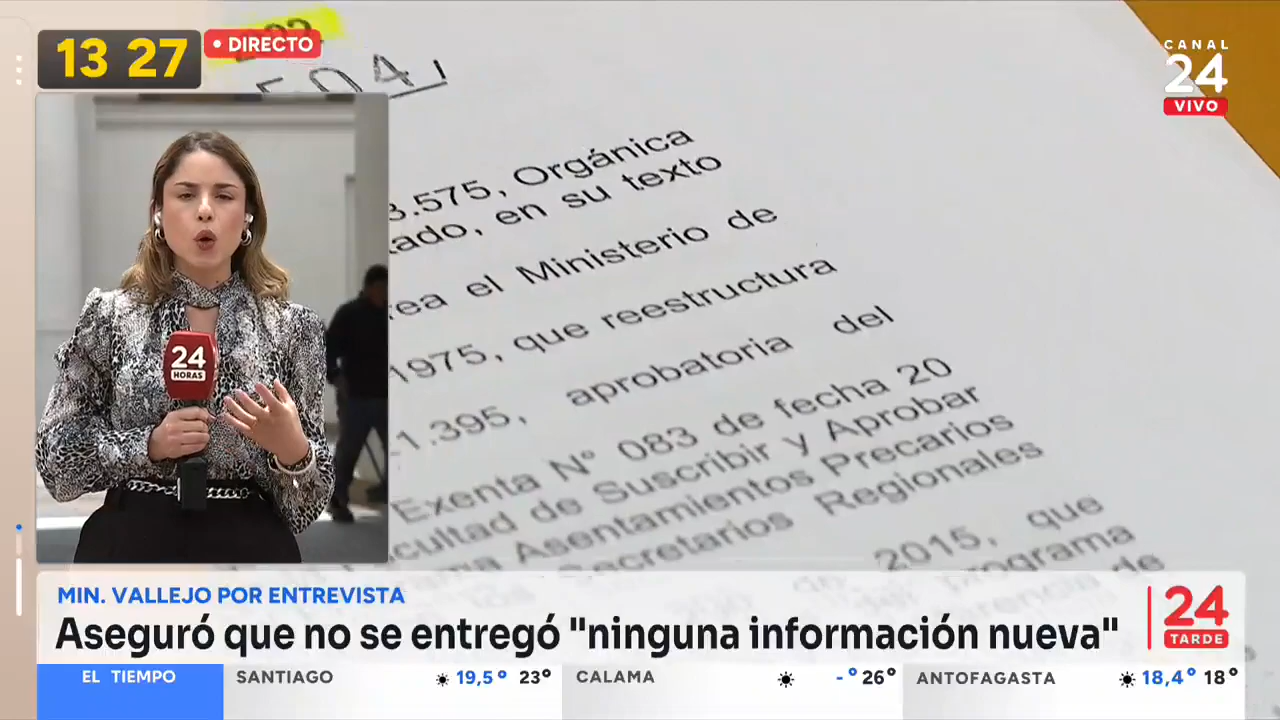 13 27
• DIRECTO
CANAL
24
VIVO
504
3.575, Orgánica
en su texto
el Ministerio de
1975, que reestructura
1.395, aprobatoria del
Exenta N° 083 de fecha 20
de Suscribir y Aprobar
Asentamientos Precarios
Secretarios Regionales
2015, que
programa
de
24
HORAS
MIN. VALLEJO POR ENTREVISTA
Aseguró que no se entregó "ninguna información nueva"
24
TARDE
EL TIEMPO
SANTIAGO 19,5° 23°
CALAMA -° 26°
ANTOFAGASTA 18,4° 18°